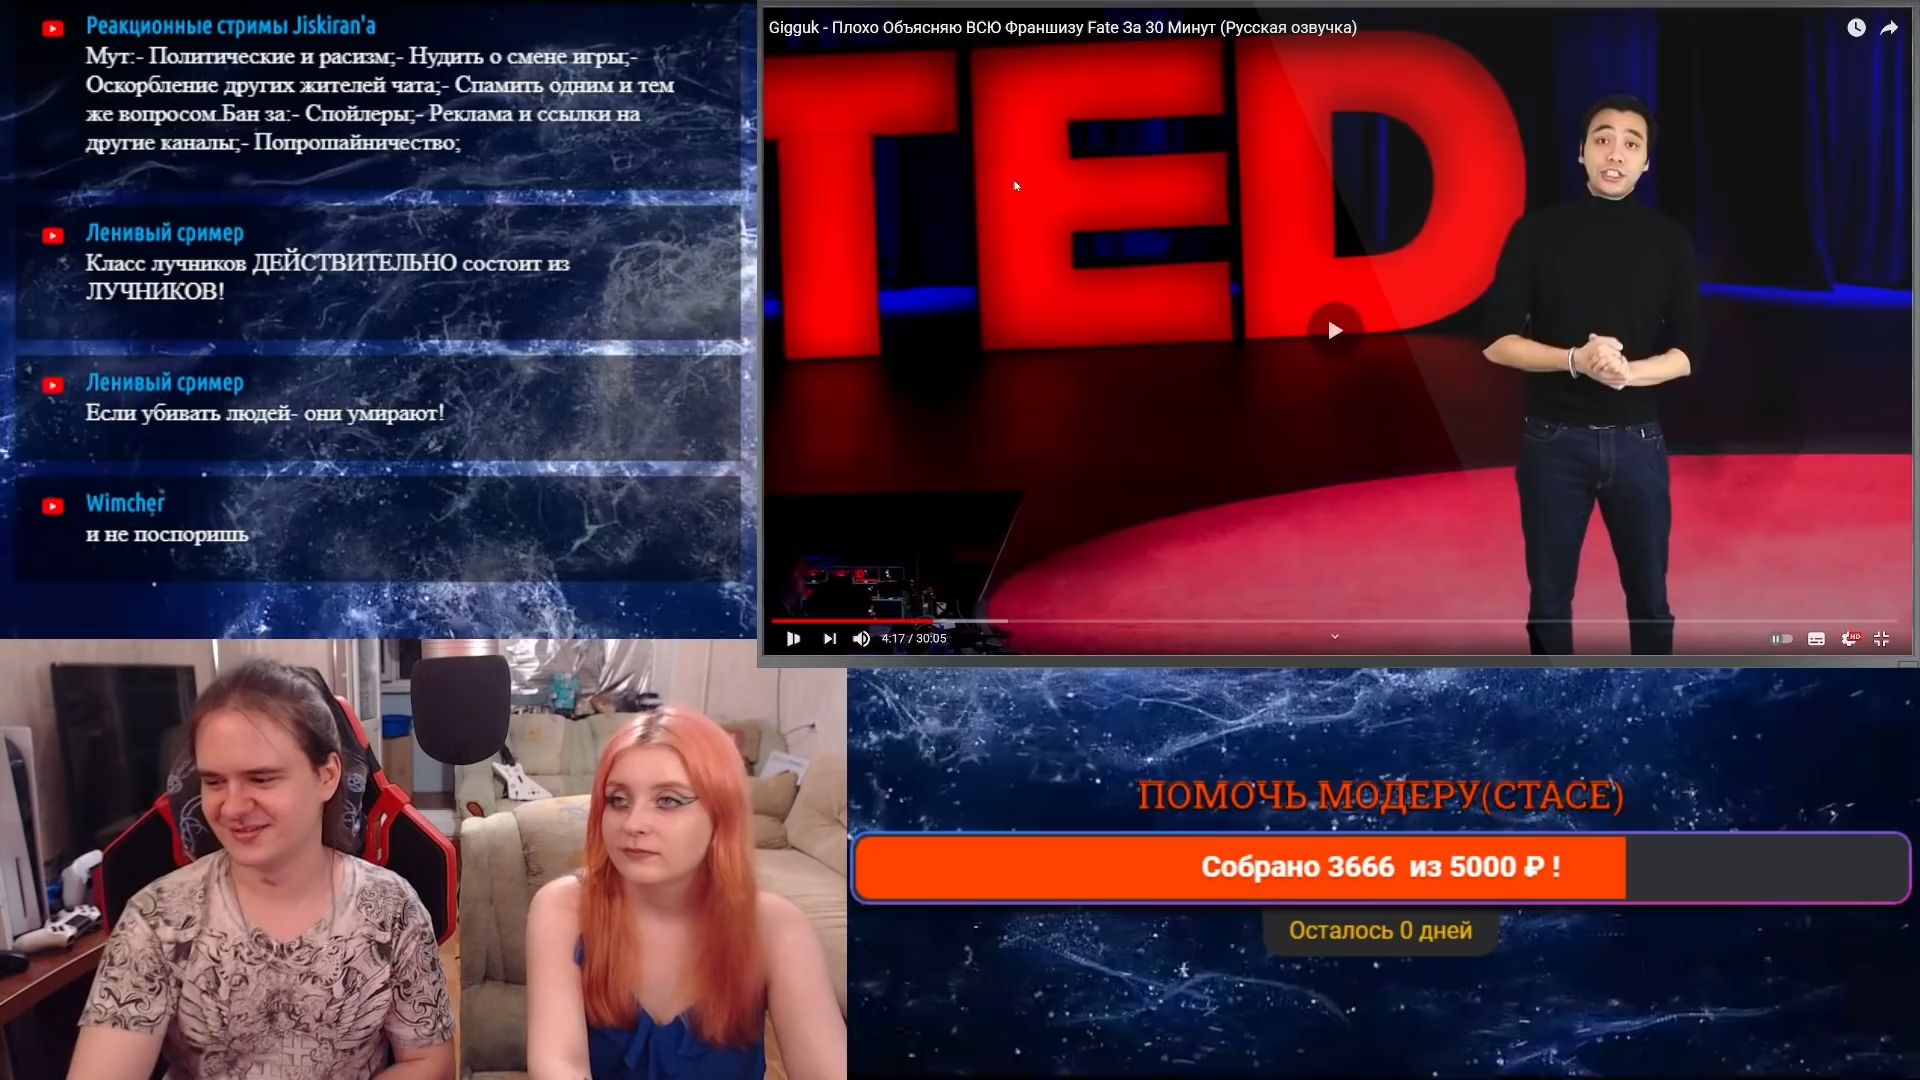 Реакционные стримы Jiskiran'a
Мут:- Политические и расизм;- Нудить о смене игры;-
Оскорбление других жителей чата;- Спамить одним и тем
же вопросом.Бан за:- Спойлеры;- Реклама и ссылки на
другие каналы;- Попрошайничество;
Ленивый сример
Класс лучников ДЕЙСТВИТЕЛЬНО состоит из
ЛУЧНИКОВ!
Ленивый сример
Если убивать людей- они умирают!
Wimcher
и не поспоришь
Gigguk - Плохо Объясняю ВСЮ Франшизу Fate За 30 Минут (Русская озвучка)
TED
4:17 / 30:05
HD
ПОМОЧЬ МОДЕРУ(СТАСЕ)
Собрано 3666 из 5000 ₽ !
Осталось 0 дней